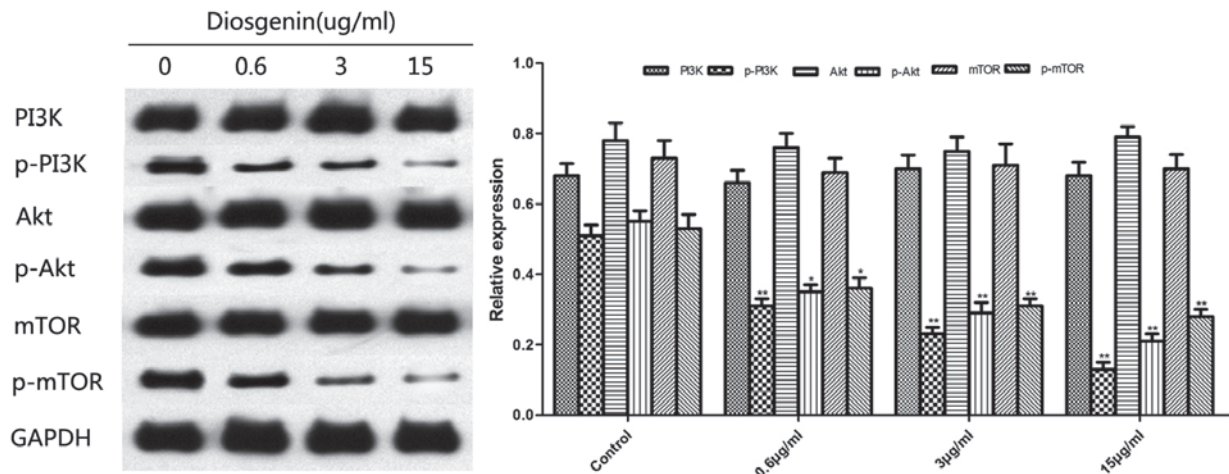 Diosgenin(ug/ml)
0 0.6 3 15
PI3K
p-PI3K
Akt
p-Akt
mTOR
p-mTOR
GAPDH
PI3K p-PI3K Akt p-Akt mTOR p-mTOR
Relative expression
1.0
0.8
0.6
0.4
0.2
0.0
** * *
** ** **
** ** **
Control 0.6μg/ml 3μg/ml 15μg/ml